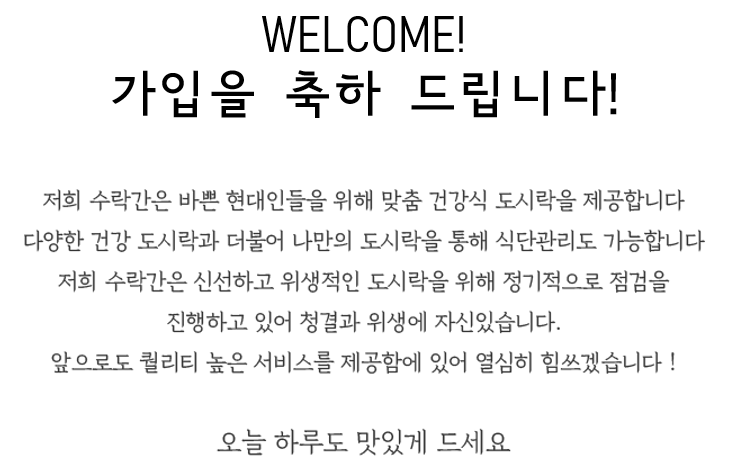 WELCOME!
가입을 축하 드립니다!
저희 수락간은 바쁜 현대인들을 위해 맞춤 건강식 도시락을 제공합니다
다양한 건강 도시락과 더불어 나만의 도시락을 통해 식단관리도 가능합니다
저희 수락간은 신선하고 위생적인 도시락을 위해 정기적으로 점검을
진행하고 있어 청결과 위생에 자신있습니다.
앞으로도 퀄리티 높은 서비스를 제공함에 있어 열심히 힘쓰겠습니다 !
오늘 하루도 맛있게 드세요